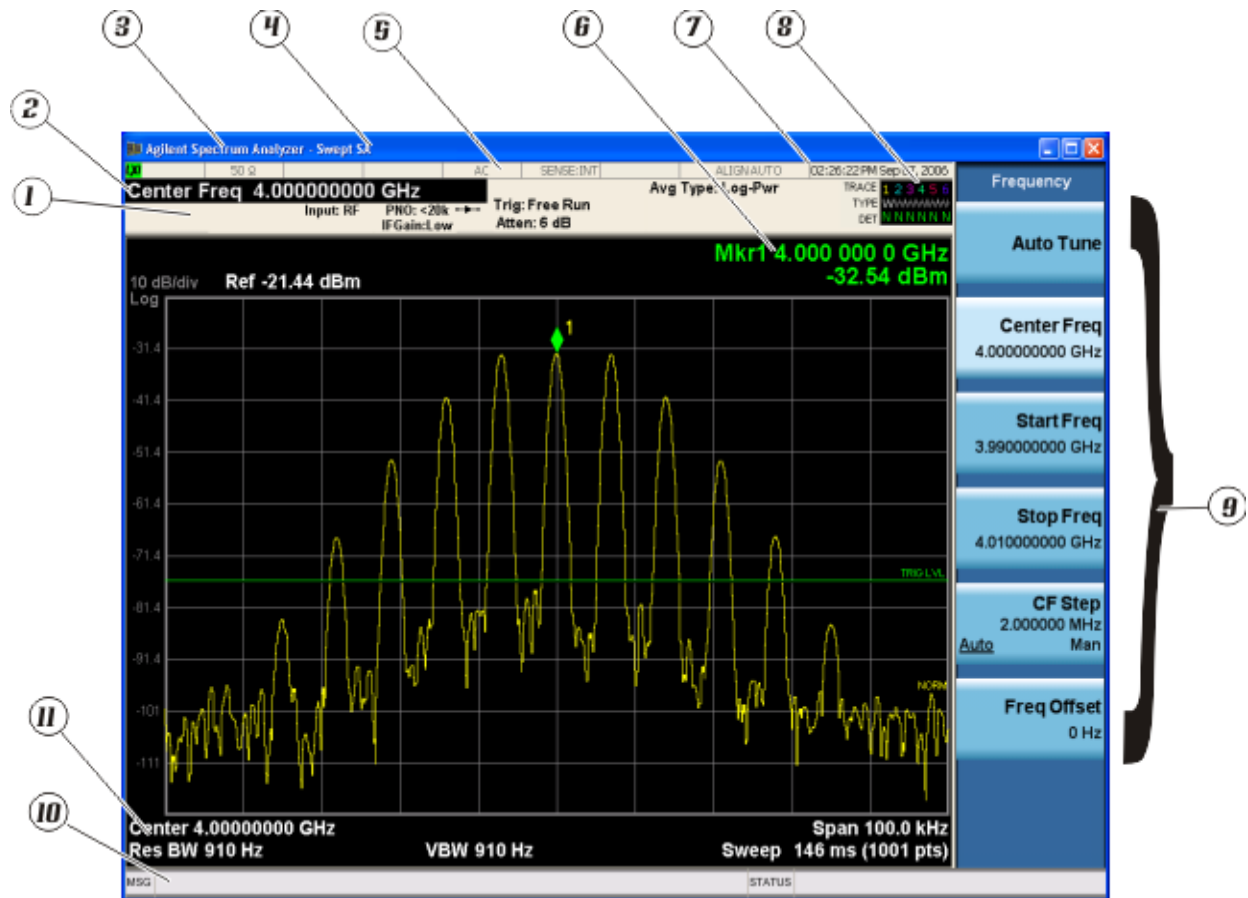 3
4
5
6
7
8
2
Agilent Spectrum Analyzer - Swept SA
LXI
50 Ω
AC
SENSE:INT
ALIGNAUTO
02:26:22 PM Sep 07, 2006
Center Freq 4.000000000 GHz
1
Input: RF
PNO: <20k
IFGain:Low
Trig: Free Run
Atten: 6 dB
Avg Type: Log-Pwr
TRACE 1 2 3 4 5 6
TYPE WWWWWW
DET N N N N N N
Frequency
Auto Tune
Center Freq
4.000000000 GHz
Start Freq
3.990000000 GHz
Stop Freq
4.010000000 GHz
CF Step
2.000000 MHz
Auto Man
Freq Offset
0 Hz
9
Mkr1 4.000 000 0 GHz
-32.54 dBm
10 dB/div Ref -21.44 dBm
Log
1
-31.4
-41.4
-51.4
-61.4
-71.4
TRIG LVL
-81.4
-91.4
NORM
-101
-111
11
10
Center 4.00000000 GHz
Span 100.0 kHz
Res BW 910 Hz
VBW 910 Hz
Sweep 146 ms (1001 pts)
MSG
STATUS